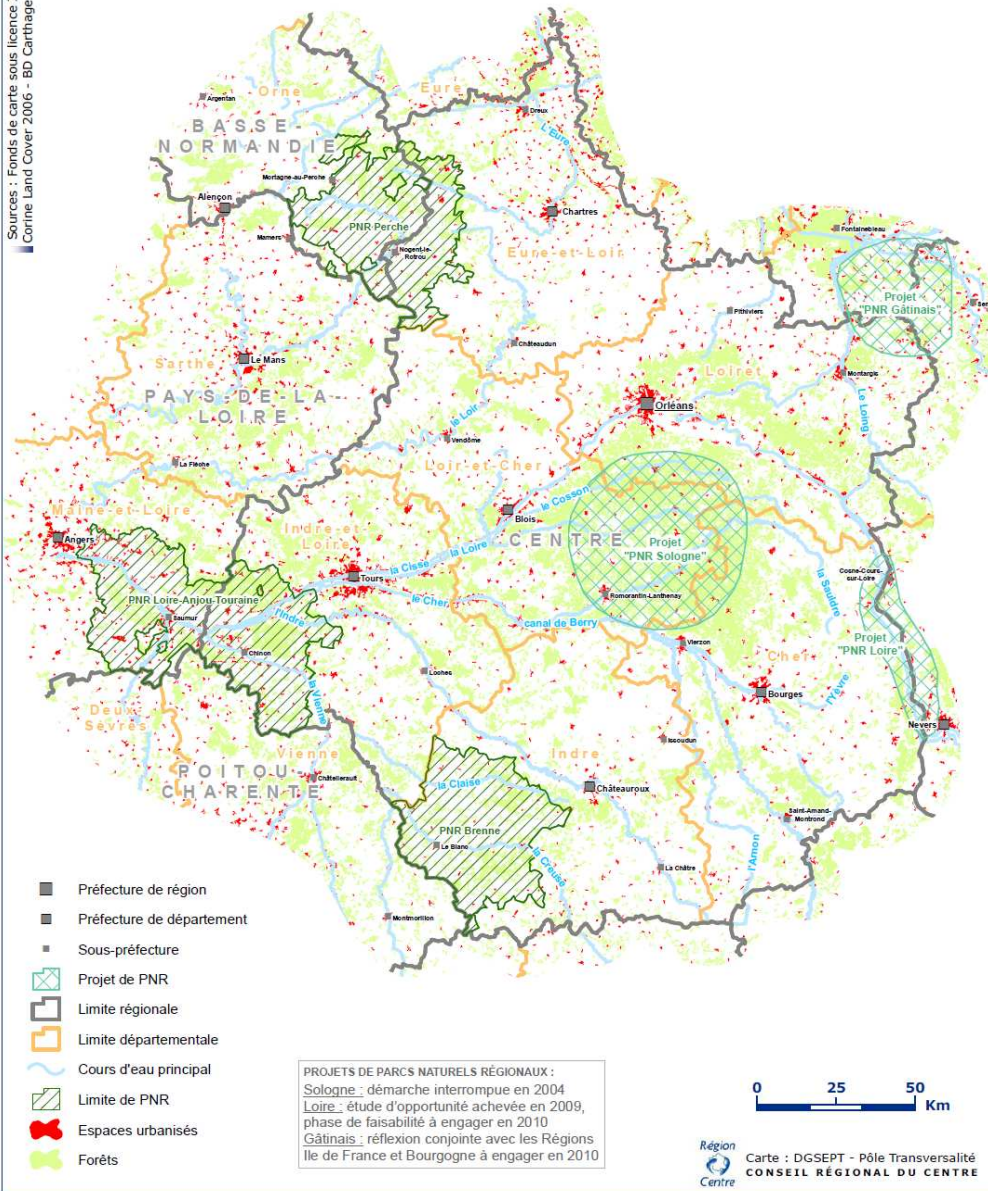 Sources : Fonds de carte sous licence :
Corine Land Cover 2006 - BD Carthage
Orne
Eure
Argentan
Dreux
BASSE-
NORMANDIE
l'Eure
Mortagne-au-Perche
Alençon
Chartres
PNR Perche
Mamers
Nogent-le-
Rotrou
Eure-et-Loir
Fontainebleau
Projet
"PNR Gâtinais"
Pithiviers
Châteaudun
Sarthe
Le Mans
Loiret
Montargis
PAYS-DE-LA-
LOIRE
Orléans
Le Loing
le Loir
Vendôme
La Flèche
Loir-et-Cher
le Cosson
Maine-et-Loire
Angers
Blois
Indre-et-
Loire
CENTRE
Projet
"PNR Sologne"
la Loire
la Cisse
Tours
Cosne-Cours-
sur-Loire
la Sauldre
PNR Loire-Anjou-Touraine
le Cher
Romorantin-Lanthenay
l'Indre
Saumur
canal de Berry
Projet
"PNR Loire"
Chinon
Vierzon
Cher
Loches
la Vienne
Bourges
l'Yèvre
Deux-
Sèvres
Nevers
Vienne
Indre
Issoudun
POITOU-
CHARENTE
Châtellerault
la Claise
Châteauroux
Saint-Amand-
Montrond
PNR Brenne
Le Blanc
la Creuse
La Châtre
l'Arnon
Montmorillon
Préfecture de région
Préfecture de département
Sous-préfecture
Projet de PNR
Limite régionale
Limite départementale
Cours d'eau principal
Limite de PNR
Espaces urbanisés
Forêts
PROJETS DE PARCS NATURELS RÉGIONAUX :
Sologne : démarche interrompue en 2004
Loire : étude d'opportunité achevée en 2009,
phase de faisabilité à engager en 2010
Gâtinais : réflexion conjointe avec les Régions
Ile de France et Bourgogne à engager en 2010
0 25 50
Km
Région
Centre
Carte : DGSEPT - Pôle Transversalité
CONSEIL RÉGIONAL DU CENTRE